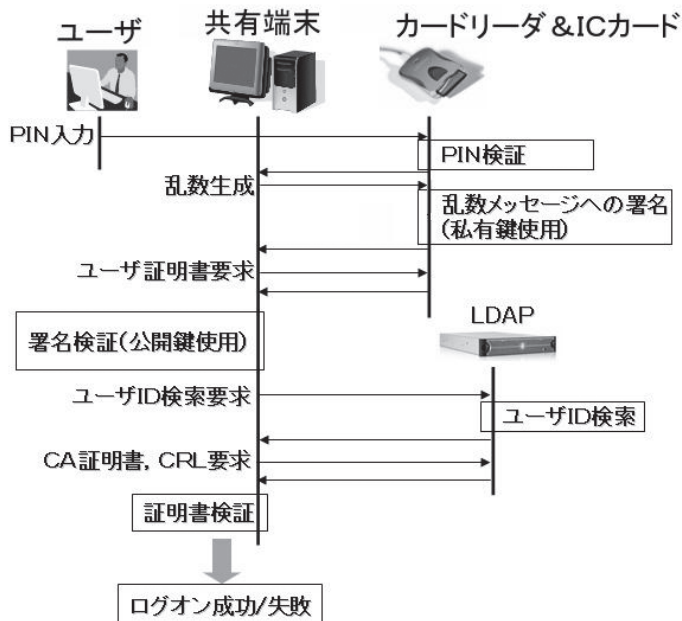 ユーザ
共有端末
カードリーダ&ICカード
PIN入力
PIN検証
乱数生成
乱数メッセージへの署名
(私有鍵使用)
ユーザ証明書要求
LDAP
署名検証(公開鍵使用)
ユーザID検索要求
ユーザID検索
CA証明書, CRL要求
証明書検証
ログオン成功/失敗